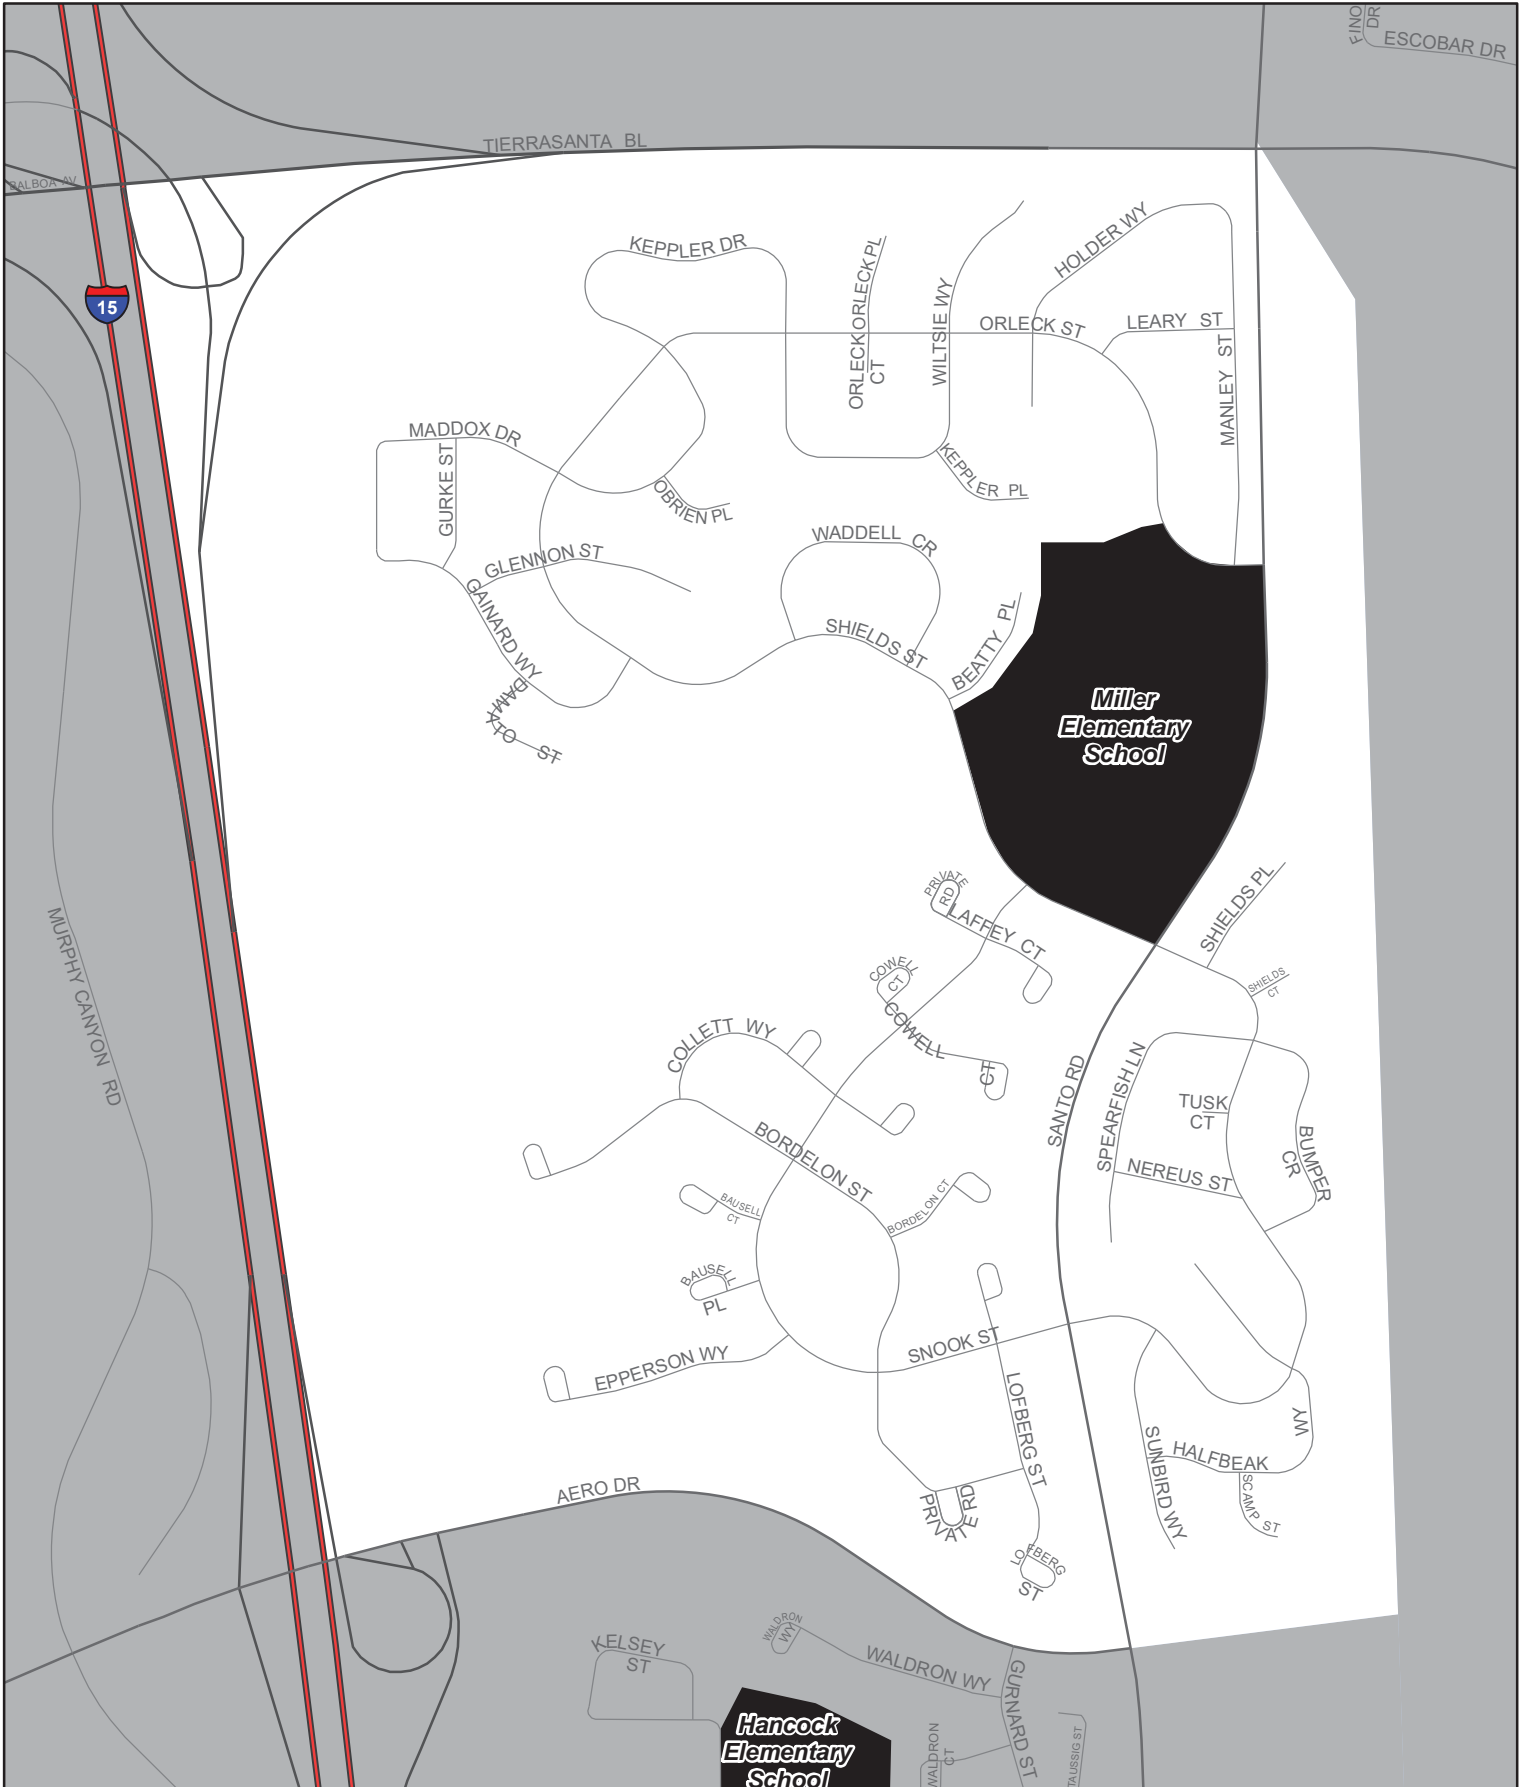 FINO
DR
ESCOBAR DR
TIERRASANTA BL
BALBOA AV
15
KEPPLER DR
ORLECK PL
ORLECK
CT
WILTSIE WY
HOLDER WY
ORLECK ST
LEARY ST
MANLEY ST
MADDOX DR
GURKE ST
OBRIEN PL
KEPPLER PL
GLENNON ST
GAINARD WY
DAMATO ST
WADDELL CR
SHIELDS ST
BEATTY PL
Miller
Elementary
School
PRIVATE
RD
LAFFEY CT
SHIELDS PL
SHIELDS
CT
COWELL
CT
COWELL
CT
COLLETT WY
MURPHY CANYON RD
SANTO RD
SPEARFISH LN
TUSK
CT
NEREUS ST
BUMPER
CR
BORDELON ST
BORDELON CT
BAUSELL
CT
BAUSELL
PL
EPPERSON WY
SNOOK ST
LOFBERG ST
HALFBEAK
WY
SUNBIRD WY
SCAMP ST
AERO DR
PRIVATE RD
LOFBERG
ST
WALDRON
WY
KELSEY
ST
WALDRON WY
GURNARD ST
WALDRON
CT
TAUSSIG ST
Hancock
Elementary
School